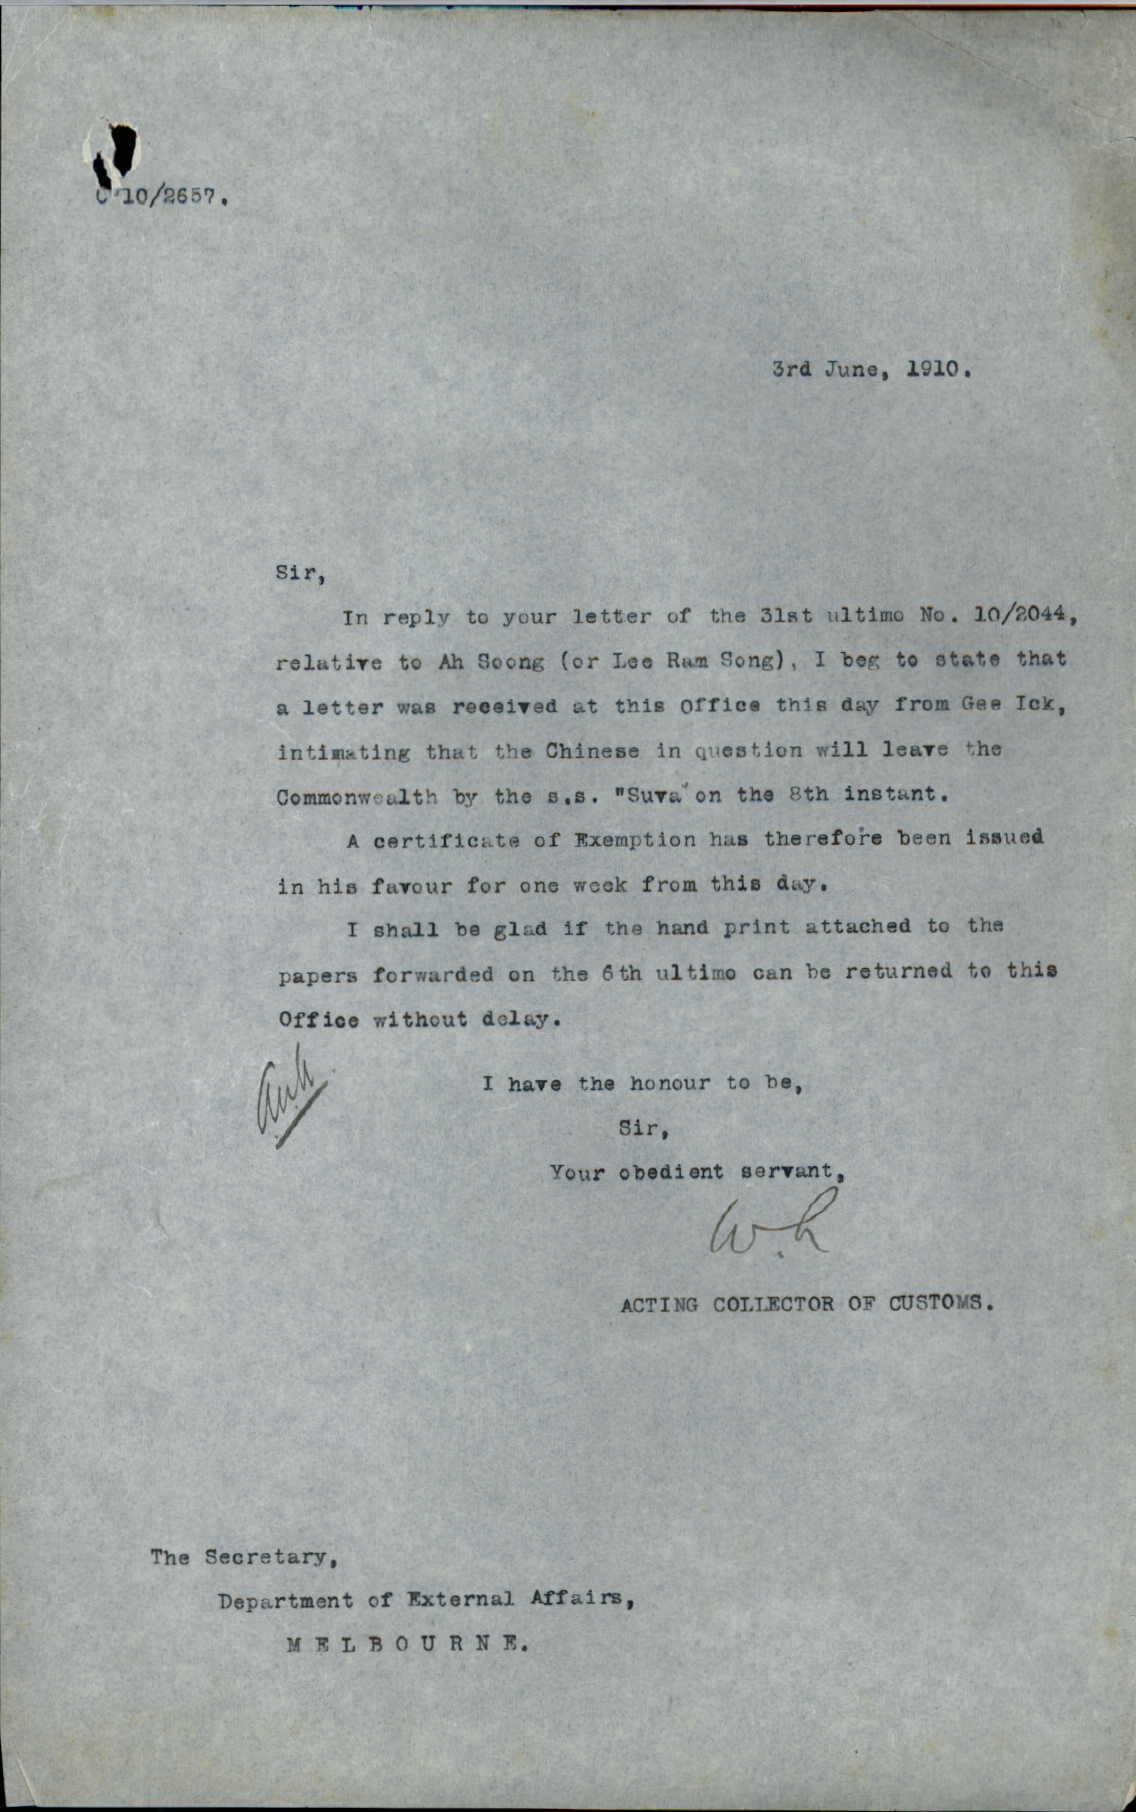 C 10/2657.
3rd June, 1910.
Sir,
In reply to your letter of the 31st ultimo No. 10/2044,
relative to Ah Soong (or Lee Ram Song), I beg to state that
a letter was received at this Office this day from Gee Ick,
intimating that the Chinese in question will leave the
Commonwealth by the s.s. "Suva" on the 8th instant.
A certificate of Exemption has therefore been issued
in his favour for one week from this day.
I shall be glad if the hand print attached to the
papers forwarded on the 6th ultimo can be returned to this
Office without delay.
I have the honour to be,
Sir,
Your obedient servant,
ACTING COLLECTOR OF CUSTOMS.
The Secretary,
Department of External Affairs,
M E L B O U R N E.